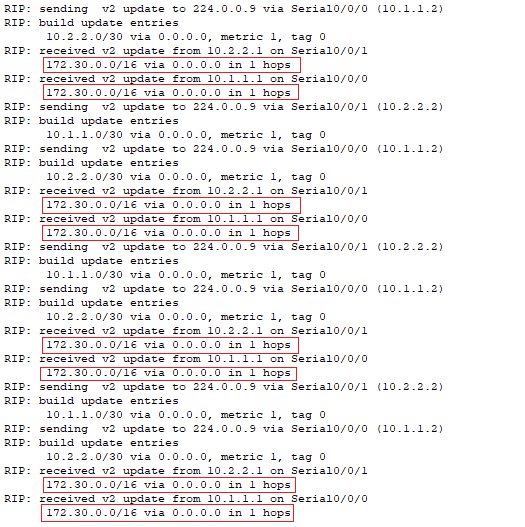 RIP: sending  v2 update to 224.0.0.9 via Serial0/0/0 (10.1.1.2)
RIP: build update entries
      10.2.2.0/30 via 0.0.0.0, metric 1, tag 0
RIP: received v2 update from 10.2.2.1 on Serial0/0/1
      172.30.0.0/16 via 0.0.0.0 in 1 hops
RIP: received v2 update from 10.1.1.1 on Serial0/0/0
      172.30.0.0/16 via 0.0.0.0 in 1 hops
RIP: sending  v2 update to 224.0.0.9 via Serial0/0/1 (10.2.2.2)
RIP: build update entries
      10.1.1.0/30 via 0.0.0.0, metric 1, tag 0
RIP: sending  v2 update to 224.0.0.9 via Serial0/0/0 (10.1.1.2)
RIP: build update entries
      10.2.2.0/30 via 0.0.0.0, metric 1, tag 0
RIP: received v2 update from 10.2.2.1 on Serial0/0/1
      172.30.0.0/16 via 0.0.0.0 in 1 hops
RIP: received v2 update from 10.1.1.1 on Serial0/0/0
      172.30.0.0/16 via 0.0.0.0 in 1 hops
RIP: sending  v2 update to 224.0.0.9 via Serial0/0/1 (10.2.2.2)
RIP: build update entries
      10.1.1.0/30 via 0.0.0.0, metric 1, tag 0
RIP: sending  v2 update to 224.0.0.9 via Serial0/0/0 (10.1.1.2)
RIP: build update entries
      10.2.2.0/30 via 0.0.0.0, metric 1, tag 0
RIP: received v2 update from 10.2.2.1 on Serial0/0/1
      172.30.0.0/16 via 0.0.0.0 in 1 hops
RIP: received v2 update from 10.1.1.1 on Serial0/0/0
      172.30.0.0/16 via 0.0.0.0 in 1 hops
RIP: sending  v2 update to 224.0.0.9 via Serial0/0/1 (10.2.2.2)
RIP: build update entries
      10.1.1.0/30 via 0.0.0.0, metric 1, tag 0
RIP: sending  v2 update to 224.0.0.9 via Serial0/0/0 (10.1.1.2)
RIP: build update entries
      10.2.2.0/30 via 0.0.0.0, metric 1, tag 0
RIP: received v2 update from 10.2.2.1 on Serial0/0/1
      172.30.0.0/16 via 0.0.0.0 in 1 hops
RIP: received v2 update from 10.1.1.1 on Serial0/0/0
      172.30.0.0/16 via 0.0.0.0 in 1 hops